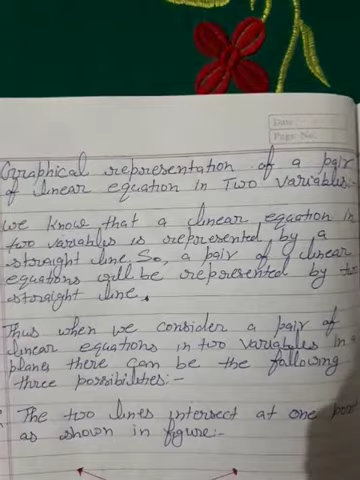 Date
Page No.
Graphical representation of a pair
of linear equation in Two variables:-
we know that a linear equation in
two variables is represented by a
straight line. So, a pair of linear
equations will be represented by two
straight line.
Thus when we consider a pair of
linear equations in two variables in a
plane, there can be the following
three possibilities:-
The two lines intersect at one point
as shown in figure:-